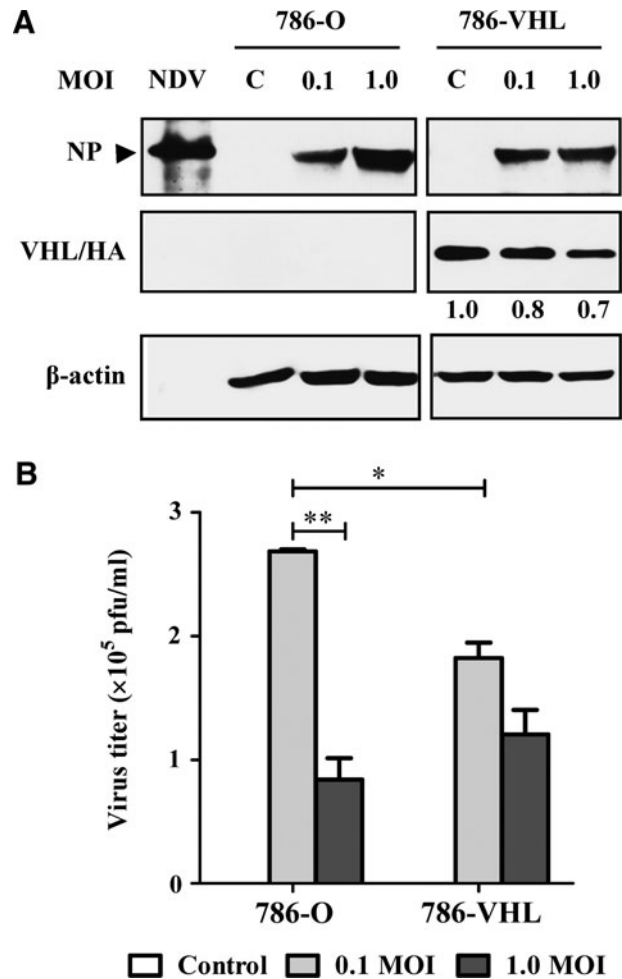 A
786-O 786-VHL
MOI NDV C 0.1 1.0 C 0.1 1.0
NP
VHL/HA
1.0 0.8 0.7
β-actin
B
*
**
Virus titer (×10⁵ pfu/ml)
3
2
1
0
786-O 786-VHL
Control 0.1 MOI 1.0 MOI